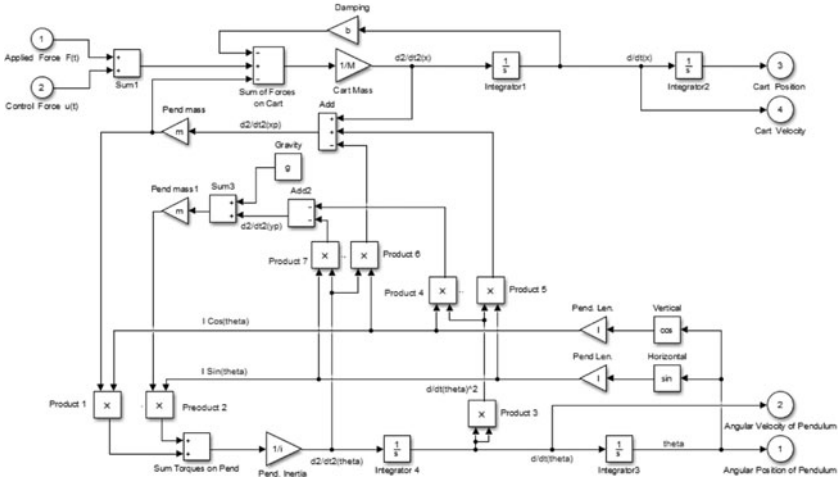 Damping
1
b
Applied Force F(t)
d2/dt2(x)
d/dt(x)
3
+
+
−
+
−
1/M
1
s
1
s
2
Sum1
Sum of Forces
on Cart
Cart Mass
Integrator1
Integrator2
Cart Position
Control Force u(t)
4
Pend mass
Add
Cart Velocity
m
d2/dt2(xp)
+
+
−
Gravity
g
Pend mass1
Sum3
Add2
m
+
+
−
−
d2/dt2(yp)
×
×
Product 6
Product 7
Product 4
×
×
Product 5
Pend. Len.
Vertical
l Cos(theta)
l
cos
Pend Len.
Horizontal
l Sin(theta)
l
sin
d/dt(theta)^2
Product 1
×
×
Preoduct 2
×
Product 3
2
Angular Velocity of Pendulum
+
+
1/i
1
s
1
s
theta
1
Sum Torques on Pend
Pend. Inertia
d2/dt2(theta)
Integrator 4
d/dt(theta)
Integrator3
Angular Position of Pendulum